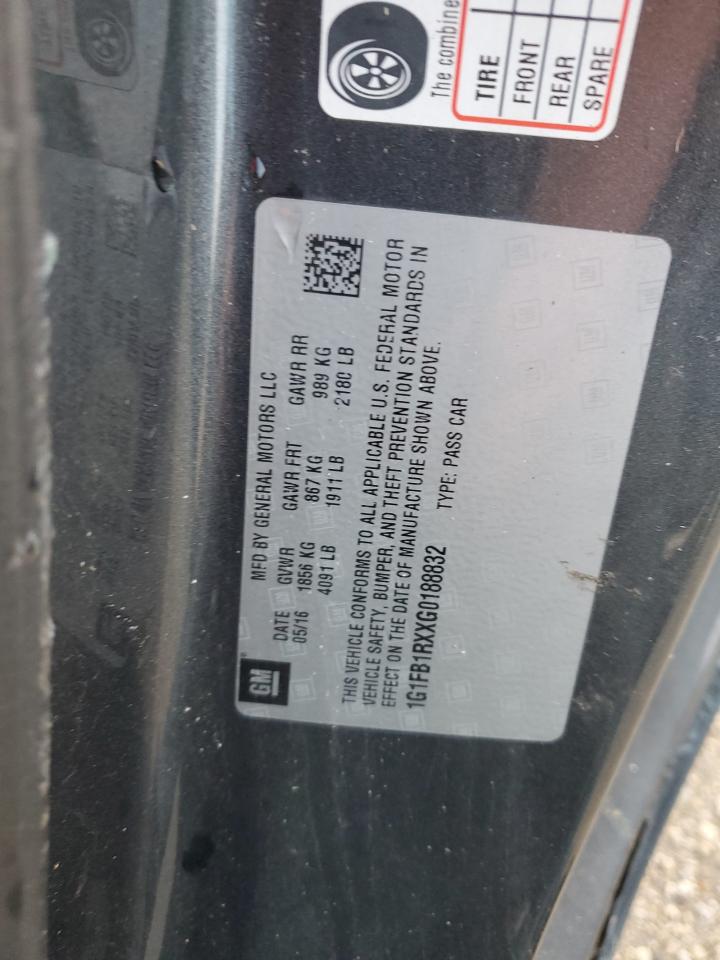 The combine
TIRE
FRONT
REAR
SPARE
MFD BY GENERAL MOTORS LLC
DATE GVWR GAWR FRT GAWR RR
05/16 1856 KG 867 KG 989 KG
4091 LB 1911 LB 2180 LB
GM
THIS VEHICLE CONFORMS TO ALL APPLICABLE U.S. FEDERAL MOTOR
VEHICLE SAFETY, BUMPER, AND THEFT PREVENTION STANDARDS IN
EFFECT ON THE DATE OF MANUFACTURE SHOWN ABOVE.
1G1FB1RXXG0188832 TYPE: PASS CAR